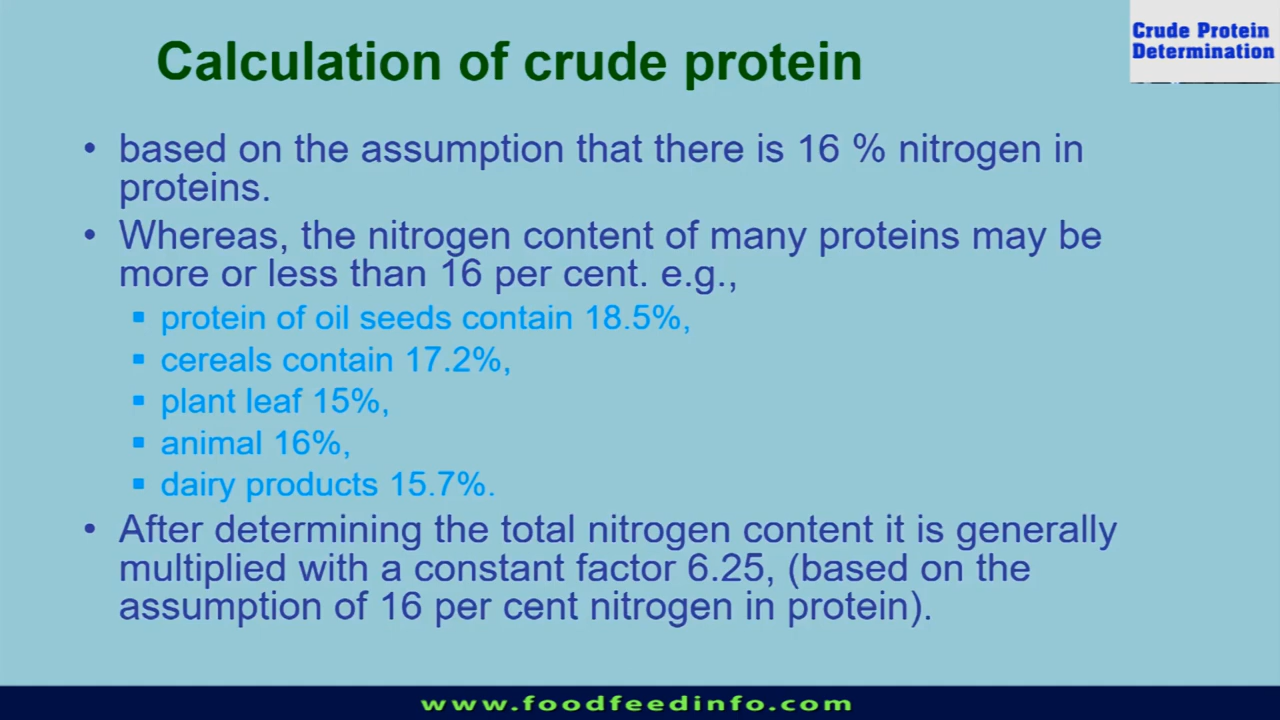 Calculation of crude protein
Crude Protein
Determination
• based on the assumption that there is 16 % nitrogen in
proteins.
• Whereas, the nitrogen content of many proteins may be
more or less than 16 per cent. e.g.,
▪ protein of oil seeds contain 18.5%,
▪ cereals contain 17.2%,
▪ plant leaf 15%,
▪ animal 16%,
▪ dairy products 15.7%.
• After determining the total nitrogen content it is generally
multiplied with a constant factor 6.25, (based on the
assumption of 16 per cent nitrogen in protein).
www.foodfeedinfo.com